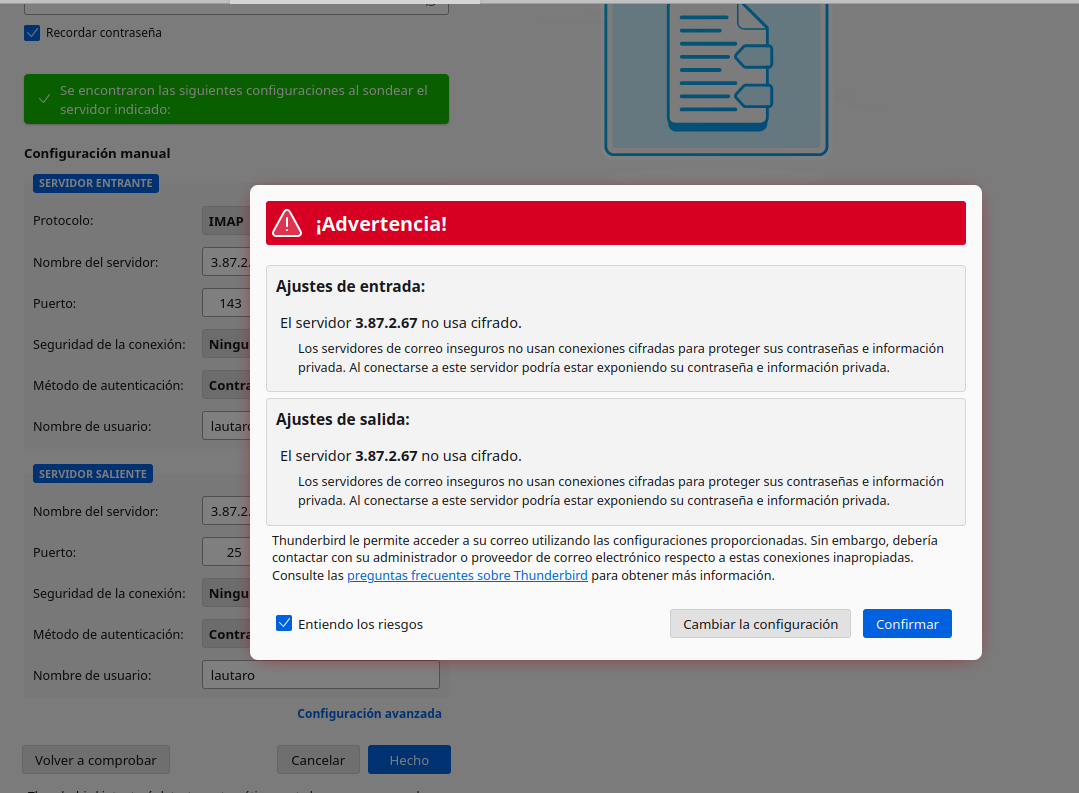 Recordar contraseña
Se encontraron las siguientes configuraciones al sondear el
servidor indicado:
Configuración manual
SERVIDOR ENTRANTE
Protocolo:
IMAP
Nombre del servidor:
3.87.2.
Puerto:
143
Seguridad de la conexión:
Ningu
Método de autenticación:
Contra
Nombre de usuario:
lautaro
SERVIDOR SALIENTE
Nombre del servidor:
3.87.2.
Puerto:
25
Seguridad de la conexión:
Ningu
Método de autenticación:
Contra
Nombre de usuario:
lautaro
Configuración avanzada
Volver a comprobar
Cancelar
Hecho
¡Advertencia!
Ajustes de entrada:
El servidor 3.87.2.67 no usa cifrado.
Los servidores de correo inseguros no usan conexiones cifradas para proteger sus contraseñas e información
privada. Al conectarse a este servidor podría estar exponiendo su contraseña e información privada.
Ajustes de salida:
El servidor 3.87.2.67 no usa cifrado.
Los servidores de correo inseguros no usan conexiones cifradas para proteger sus contraseñas e información
privada. Al conectarse a este servidor podría estar exponiendo su contraseña e información privada.
Thunderbird le permite acceder a su correo utilizando las configuraciones proporcionadas. Sin embargo, debería
contactar con su administrador o proveedor de correo electrónico respecto a estas conexiones inapropiadas.
Consulte las preguntas frecuentes sobre Thunderbird para obtener más información.
Entiendo los riesgos
Cambiar la configuración
Confirmar